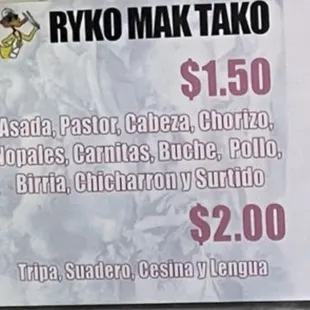 RYKO MAK TAKO
$1.50
Asada, Pastor, Cabeza, Chorizo,
Nopales, Carnitas, Buche, Pollo,
Birria, Chicharron y Surtido
$2.00
Tripa, Suadero, Cesina y Lengua